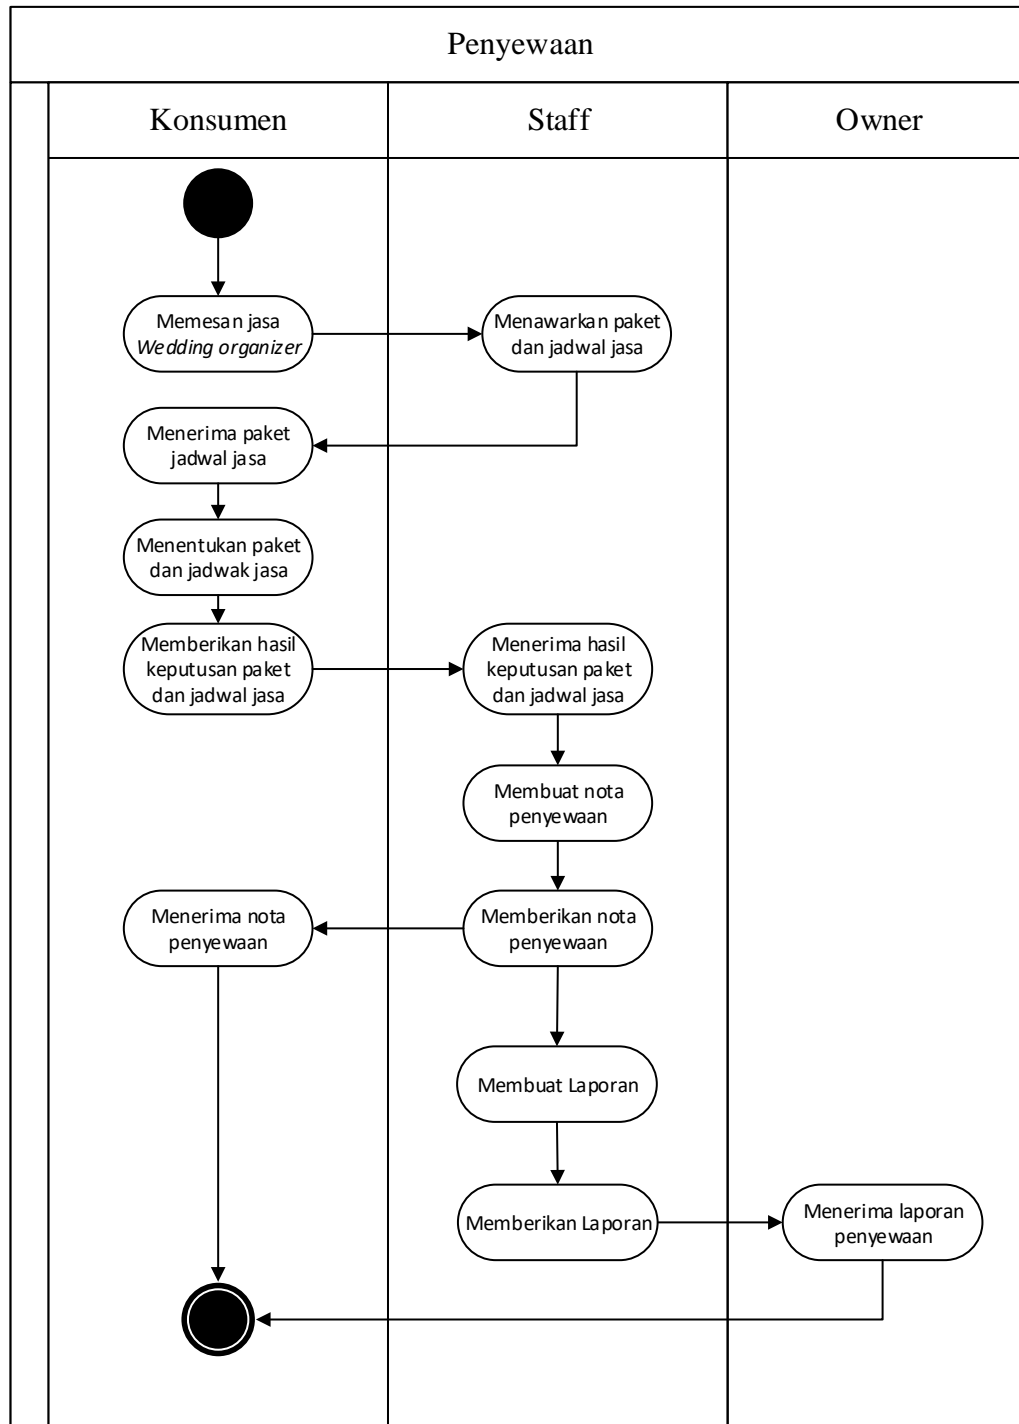 Penyewaan
Konsumen
Staff
Owner
Memesan jasa
Wedding organizer
Menawarkan paket
dan jadwal jasa
Menerima paket
jadwal jasa
Menentukan paket
dan jadwak jasa
Memberikan hasil
keputusan paket
dan jadwal jasa
Menerima hasil
keputusan paket
dan jadwal jasa
Membuat nota
penyewaan
Menerima nota
penyewaan
Memberikan nota
penyewaan
Membuat Laporan
Memberikan Laporan
Menerima laporan
penyewaan